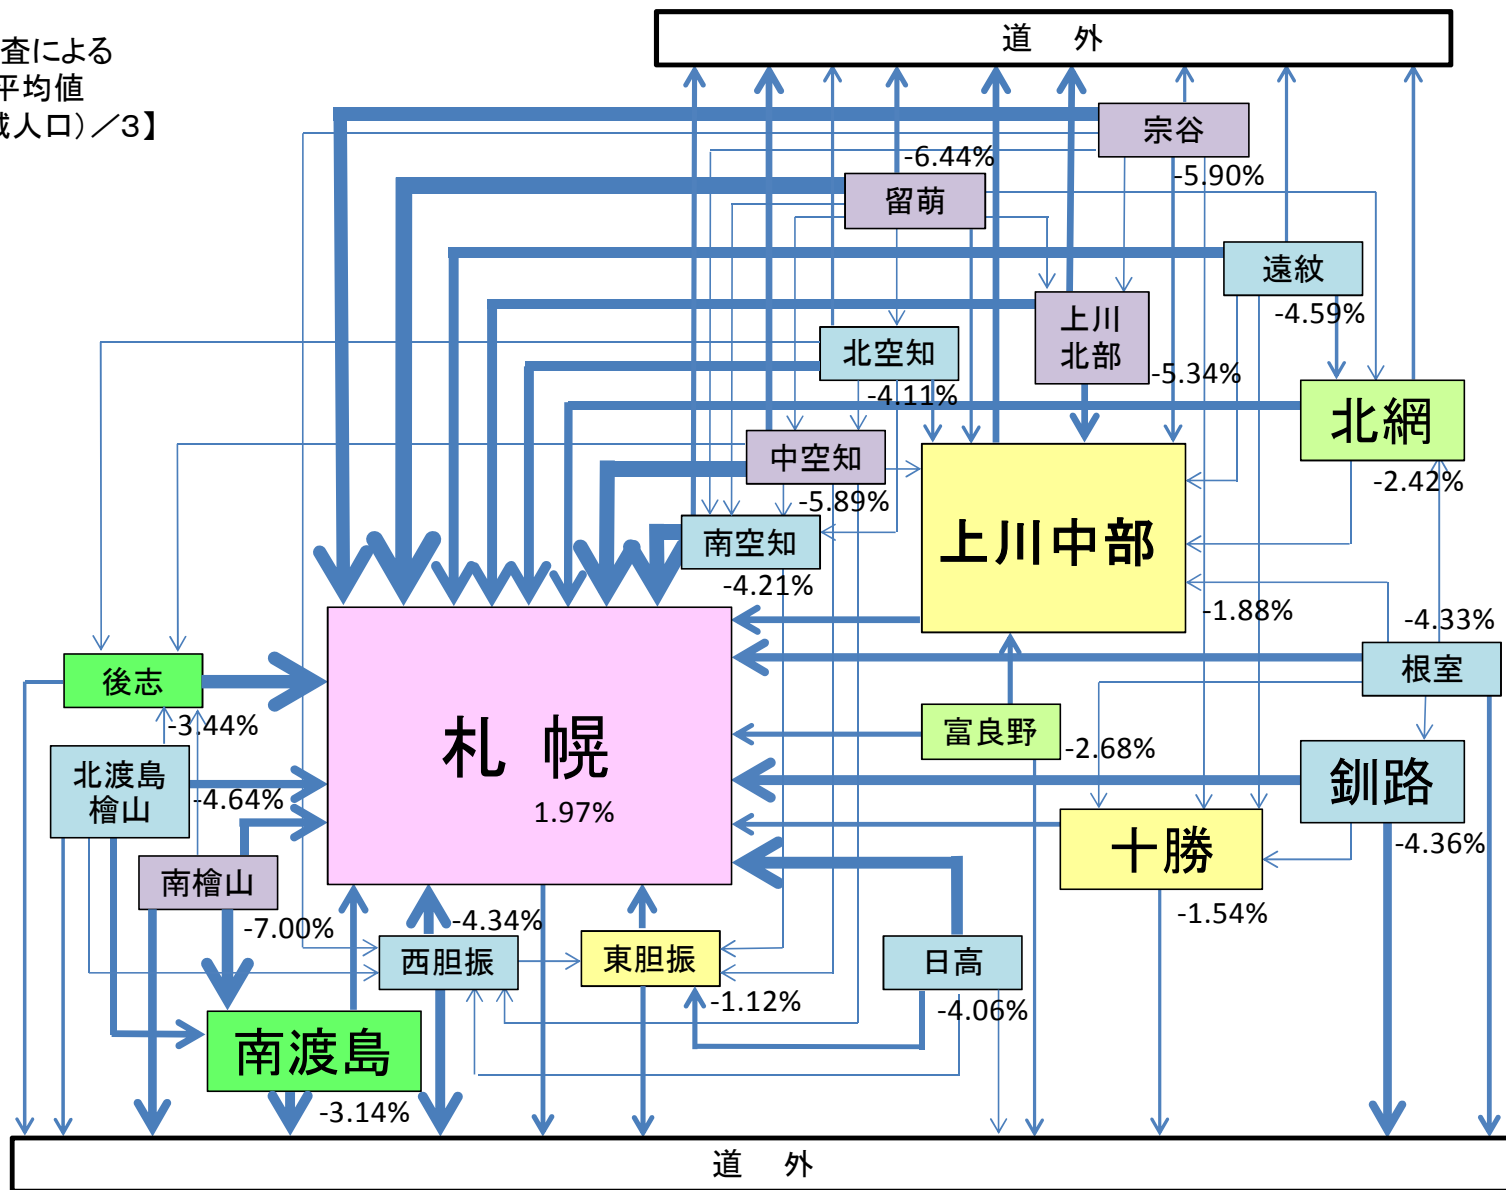 道　外
査による
平均値
域人口）／3】
宗谷
-5.90%
-6.44%
留萌
遠紋
-4.59%
上川
北部
-5.34%
北空知
-4.11%
北網
-2.42%
中空知
-5.89%
上川中部
-1.88%
南空知
-4.21%
-4.33%
根室
後志
-3.44%
札 幌
1.97%
富良野
-2.68%
釧路
-4.36%
北渡島
檜山
-4.64%
十勝
-1.54%
南檜山
-7.00%
-4.34%
西胆振
東胆振
-1.12%
日高
-4.06%
南渡島
-3.14%
道　外